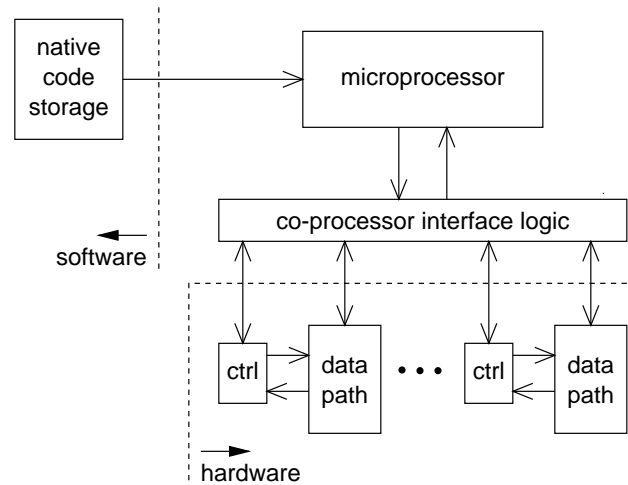 native
code
storage
microprocessor
co-processor interface logic
software
ctrl
data
path
ctrl
data
path
hardware